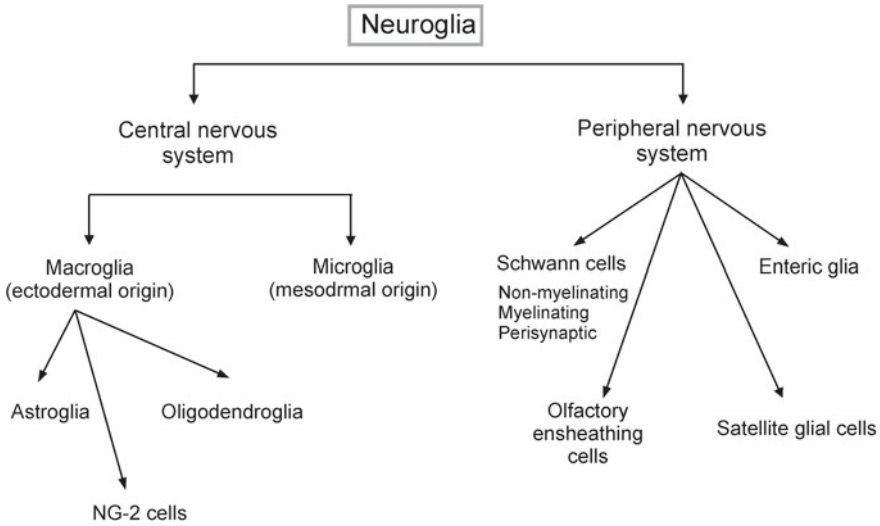 Neuroglia
Central nervous
system
Peripheral nervous
system
Macroglia
(ectodermal origin)
Microglia
(mesodrmal origin)
Schwann cells
Non-myelinating
Myelinating
Perisynaptic
Enteric glia
Astroglia
Oligodendroglia
NG-2 cells
Olfactory
ensheathing
cells
Satellite glial cells